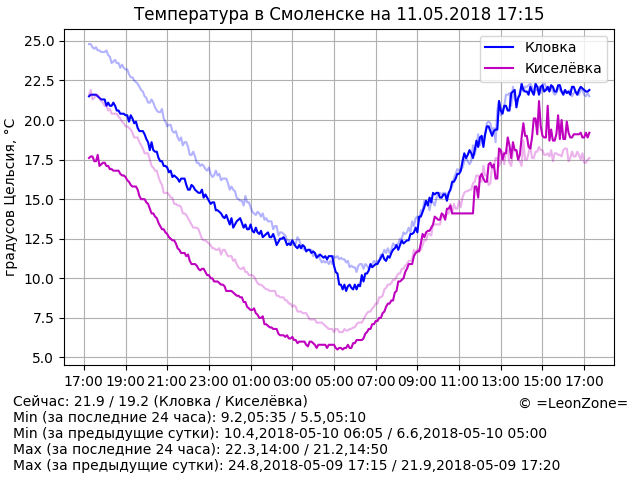 Температура в Смоленске на 11.05.2018 17:15
градусов Цельсия, °C
25.0
22.5
20.0
17.5
15.0
12.5
10.0
7.5
5.0
Кловка
Киселёвка
17:00 19:00 21:00 23:00 01:00 03:00 05:00 07:00 09:00 11:00 13:00 15:00 17:00
Сейчас: 21.9 / 19.2 (Кловка / Киселёвка)
© =LeonZone=
Min (за последние 24 часа): 9.2,05:35 / 5.5,05:10
Min (за предыдущие сутки): 10.4,2018-05-10 06:05 / 6.6,2018-05-10 05:00
Max (за последние 24 часа): 22.3,14:00 / 21.2,14:50
Max (за предыдущие сутки): 24.8,2018-05-09 17:15 / 21.9,2018-05-09 17:20